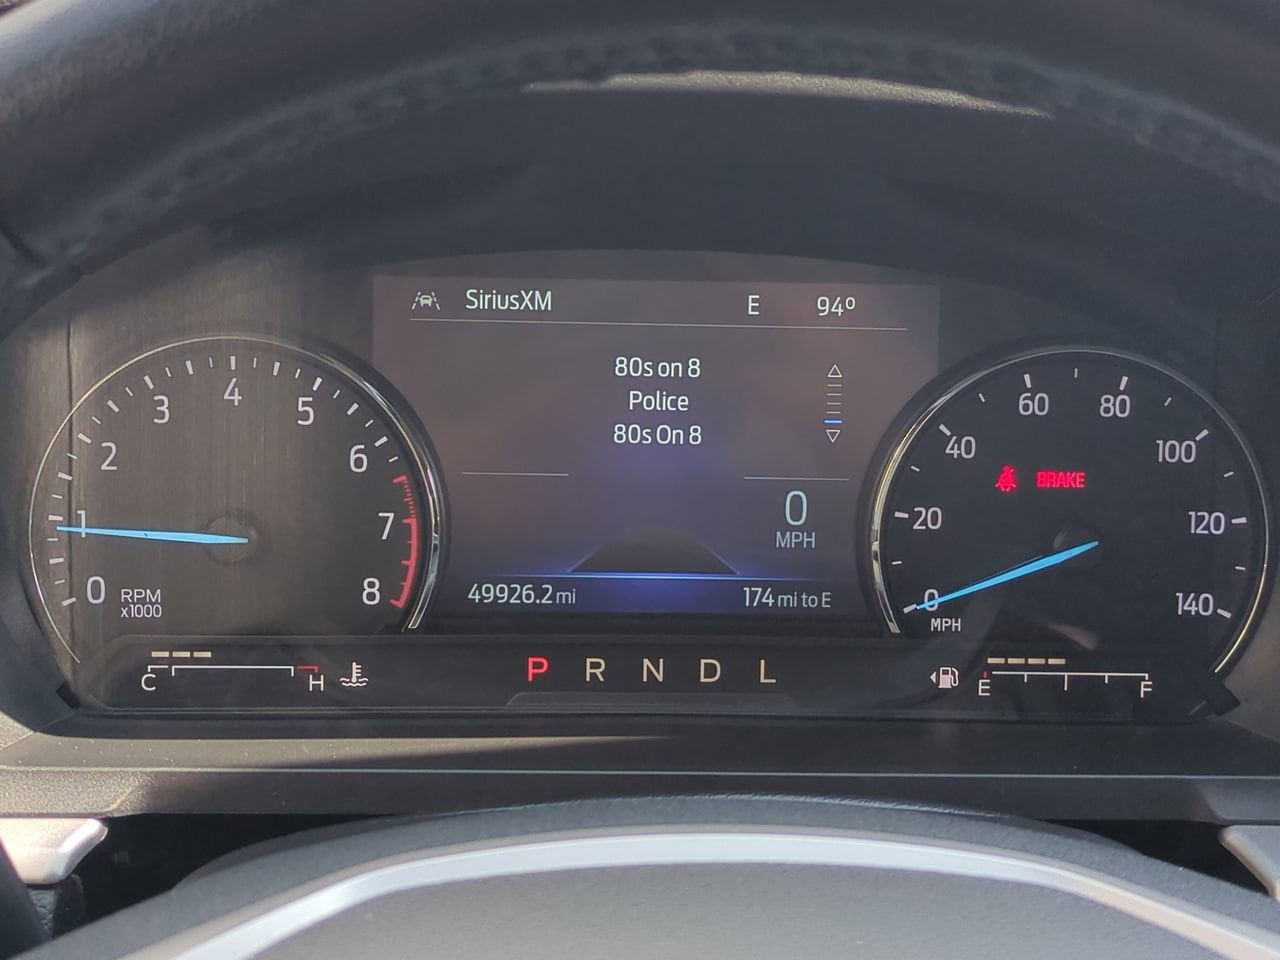 SiriusXM E 94°
80s on 8
Police
80s On 8
0
MPH
49926.2 mi 174 mi to E
0 1 2 3 4 5 6 7 8
RPM
x1000
0 20 40 60 80 100 120 140
MPH
BRAKE
C H
P R N D L
E F